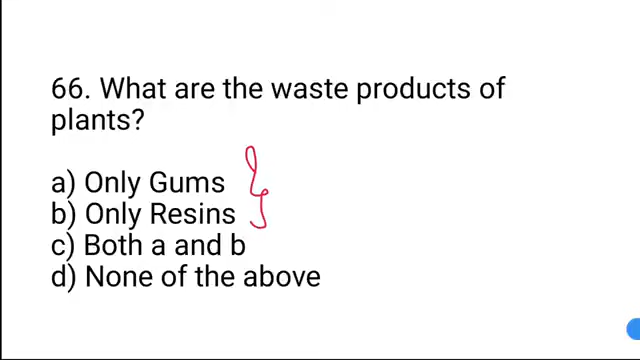 66. What are the waste products of
plants?
a) Only Gums
b) Only Resins
c) Both a and b
d) None of the above